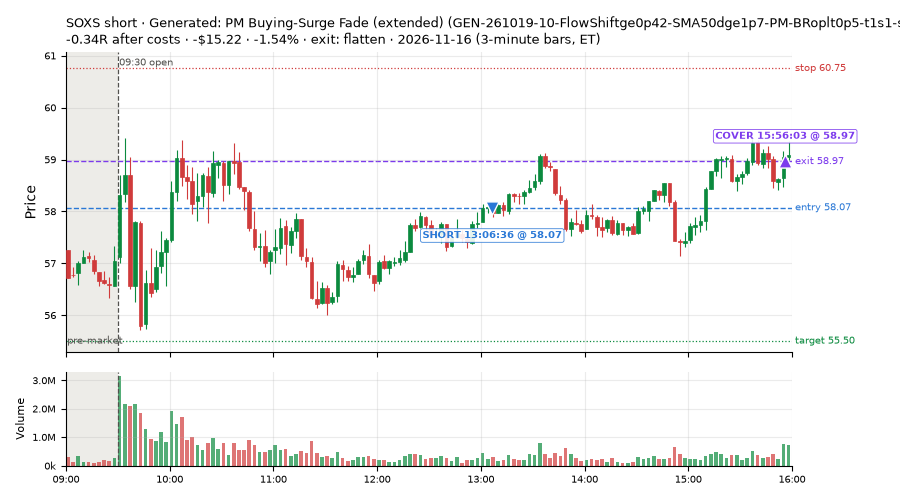 SOXS short · Generated: PM Buying-Surge Fade (extended) (GEN-261019-10-FlowShiftge0p42-SMA50dge1p7-PM-BRoplt0p5-t1s1-s
-0.34R after costs · -$15.22 · -1.54% · exit: flatten · 2026-11-16 (3-minute bars, ET)
61
60
59
58
57
56
Price
09:30 open
pre-market
stop 60.75
COVER 15:56:03 @ 58.97
exit 58.97
entry 58.07
SHORT 13:06:36 @ 58.07
target 55.50
3.0M
2.0M
1.0M
0k
Volume
09:00
10:00
11:00
12:00
13:00
14:00
15:00
16:00